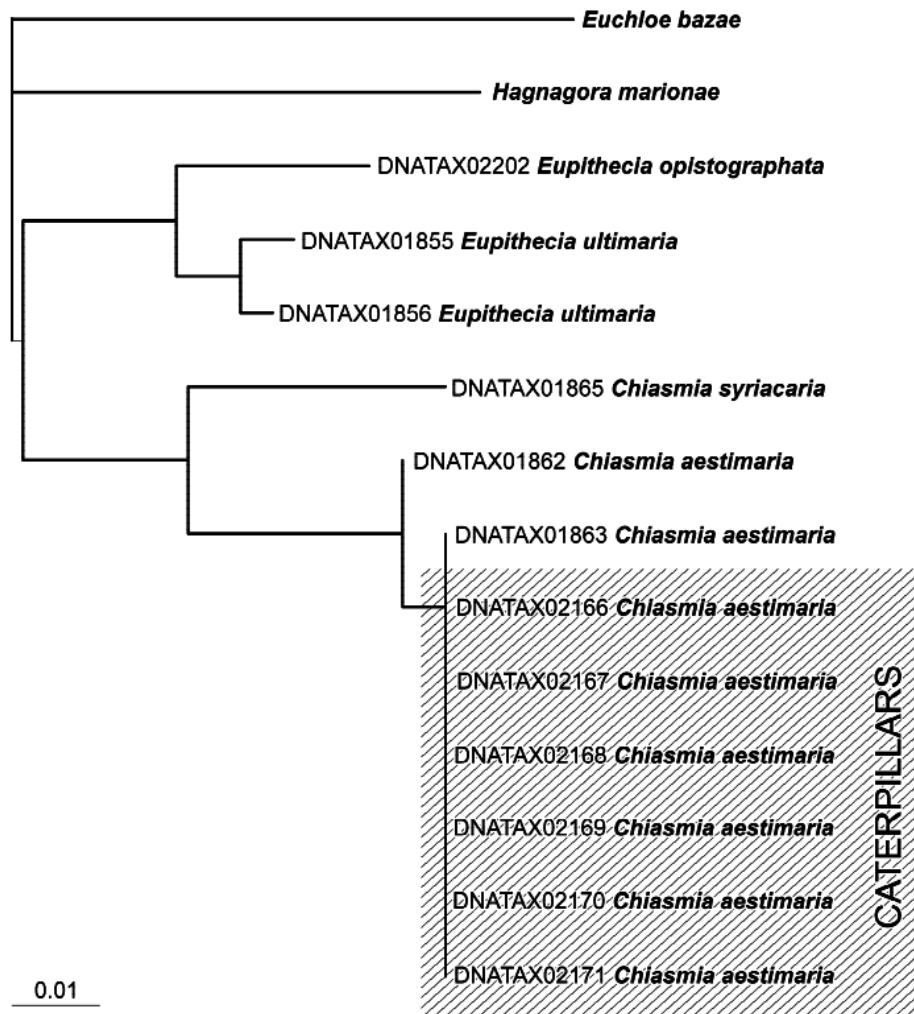 Euchloe bazae
Hagnagora marionae
DNATAX02202 Eupithecia opistographata
DNATAX01855 Eupithecia ultimaria
DNATAX01856 Eupithecia ultimaria
DNATAX01865 Chiasmia syriacaria
DNATAX01862 Chiasmia aestimaria
DNATAX01863 Chiasmia aestimaria
DNATAX02166 Chiasmia aestimaria
DNATAX02167 Chiasmia aestimaria
DNATAX02168 Chiasmia aestimaria
DNATAX02169 Chiasmia aestimaria
DNATAX02170 Chiasmia aestimaria
DNATAX02171 Chiasmia aestimaria
CATERPILLARS
0.01